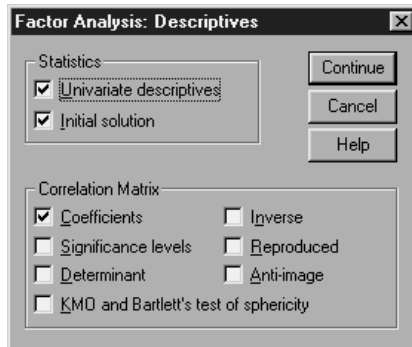 Factor Analysis: Descriptives
Statistics
Univariate descriptives
Initial solution
Continue
Cancel
Help
Correlation Matrix
Coefficients
Inverse
Significance levels
Reproduced
Determinant
Anti-image
KMO and Bartlett's test of sphericity